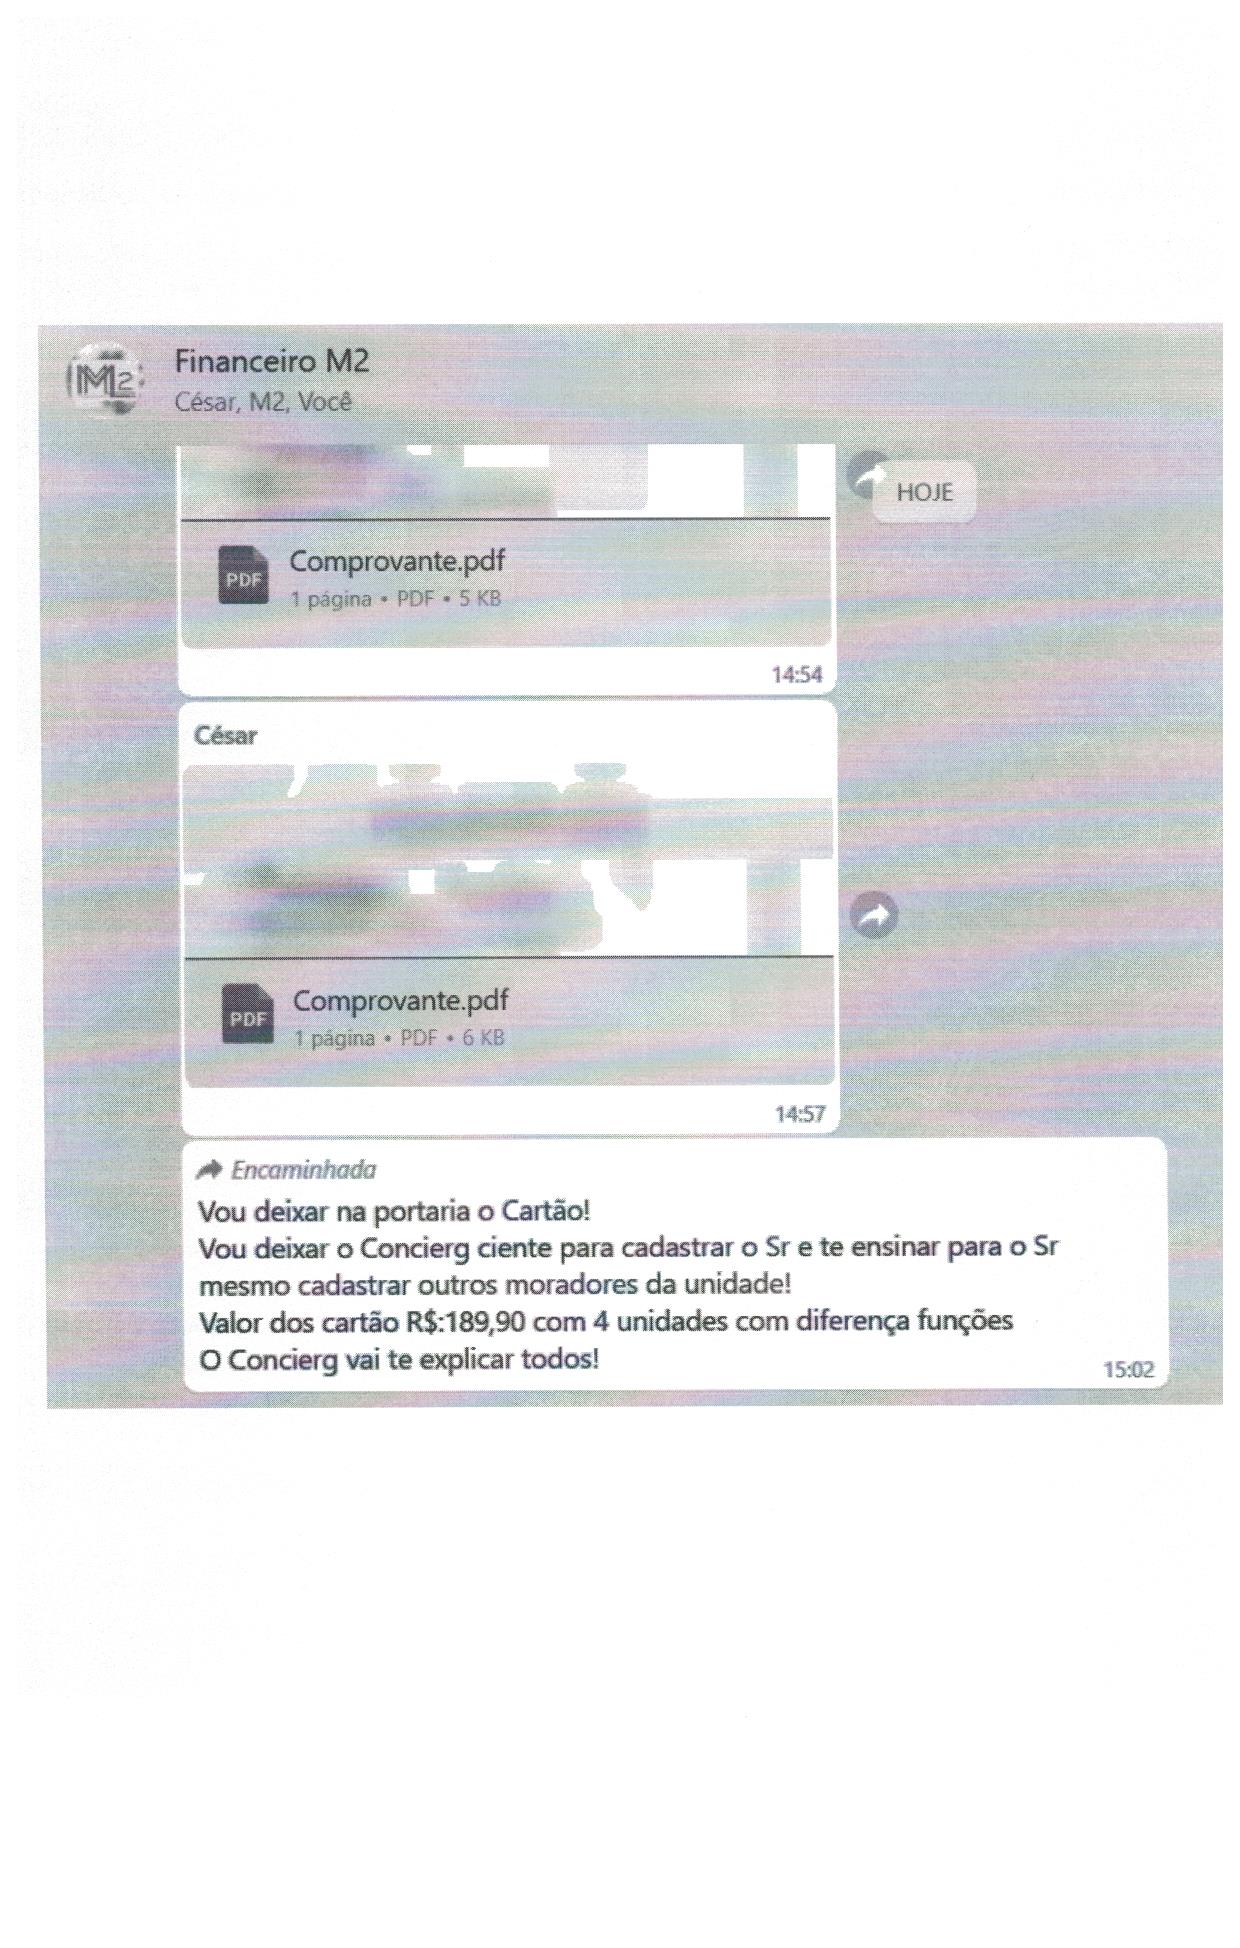 M2
Financeiro M2
César, M2, Você
HOJE
PDF
Comprovante.pdf
1 página • PDF • 5 KB
14:54
César
PDF
Comprovante.pdf
1 página • PDF • 6 KB
14:57
Encaminhada
Vou deixar na portaria o Cartão!
Vou deixar o Concierg ciente para cadastrar o Sr e te ensinar para o Sr
mesmo cadastrar outros moradores da unidade!
Valor dos cartão R$:189,90 com 4 unidades com diferença funções
O Concierg vai te explicar todos!
15:02